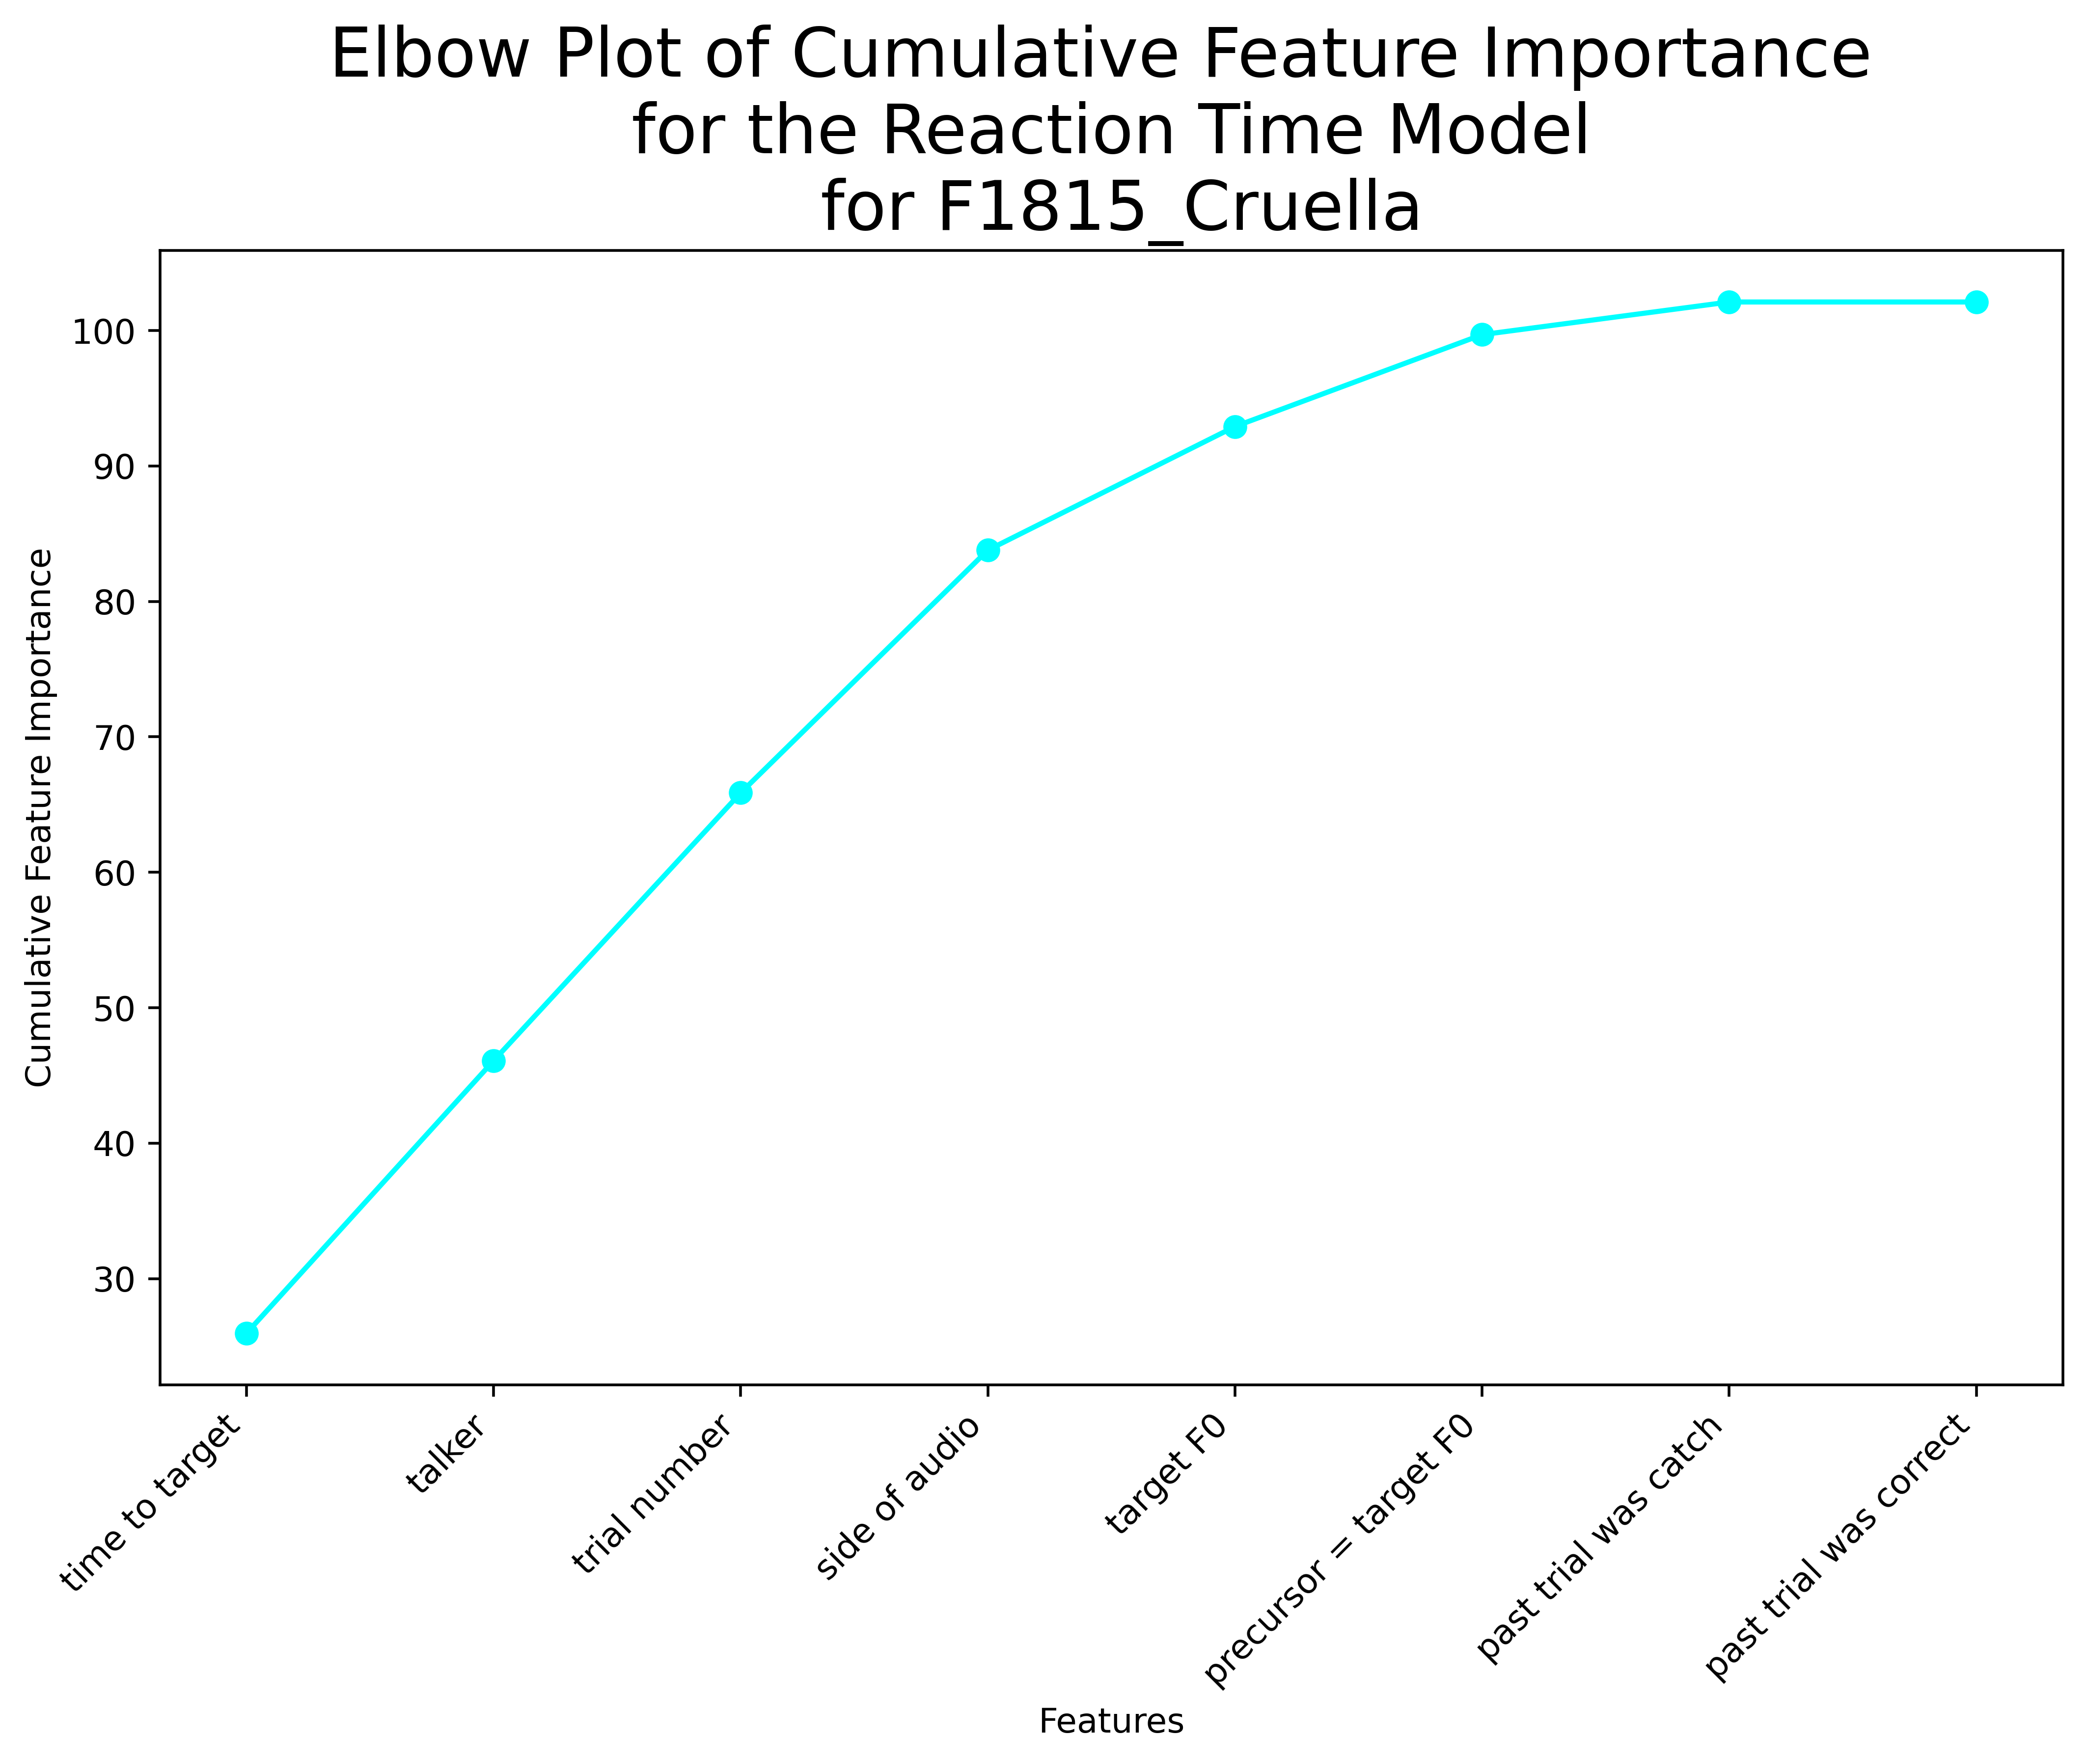 Elbow Plot of Cumulative Feature Importance
for the Reaction Time Model
for F1815_Cruella
Cumulative Feature Importance
100
90
80
70
60
50
40
30
time to target
talker
trial number
side of audio
target F0
precursor = target F0
past trial was catch
past trial was correct
Features